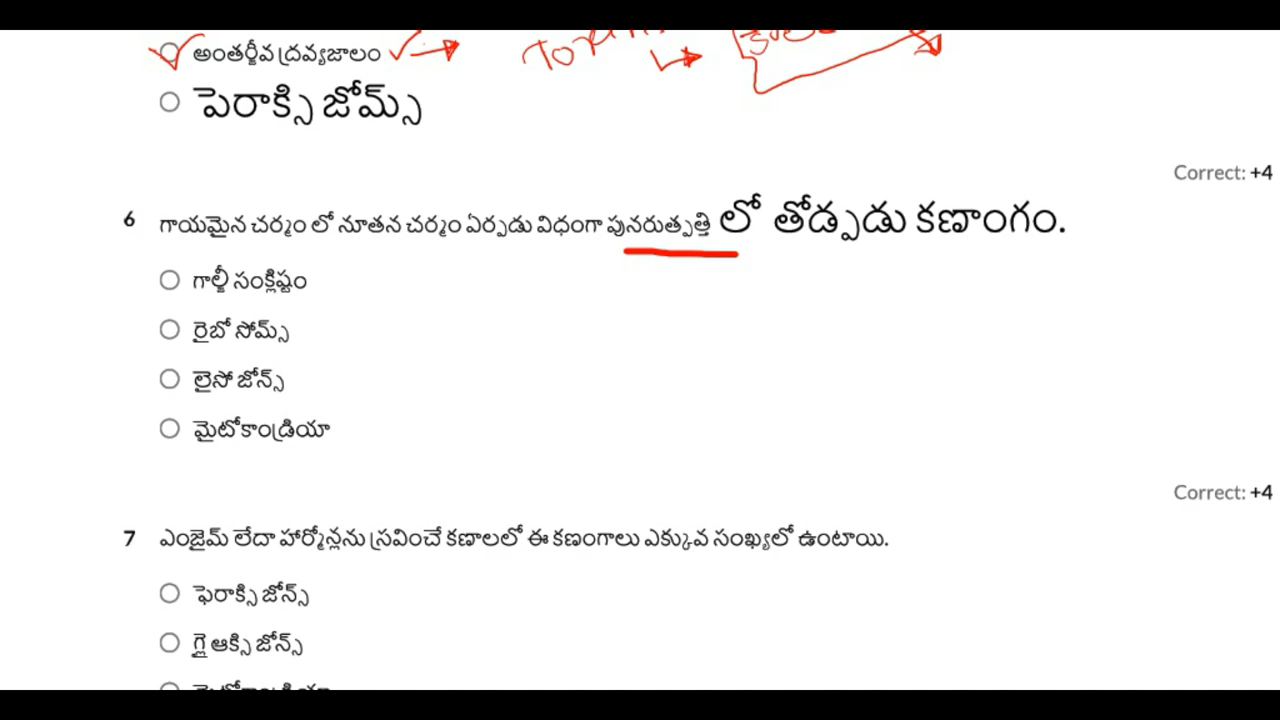 అంతర్జీవ ద్రవ్యజాలం
పెరాక్సి జోమ్స్
Correct: +4
6 గాయమైన చర్మం లో నూతన చర్మం ఏర్పడు విధంగా పునరుత్పత్తి లో తోడ్పడు కణాంగం.
గాల్జీ సంక్లిష్టం
రైబో సోమ్స్
లైసో జోన్స్
మైటోకాండ్రియా
Correct: +4
7 ఎంజైమ్ లేదా హార్మోన్లను స్రవించే కణాలలో ఈ కణంగాలు ఎక్కువ సంఖ్యలో ఉంటాయి.
ఫెరాక్సి జోన్స్
గ్లై ఆక్సి జోన్స్